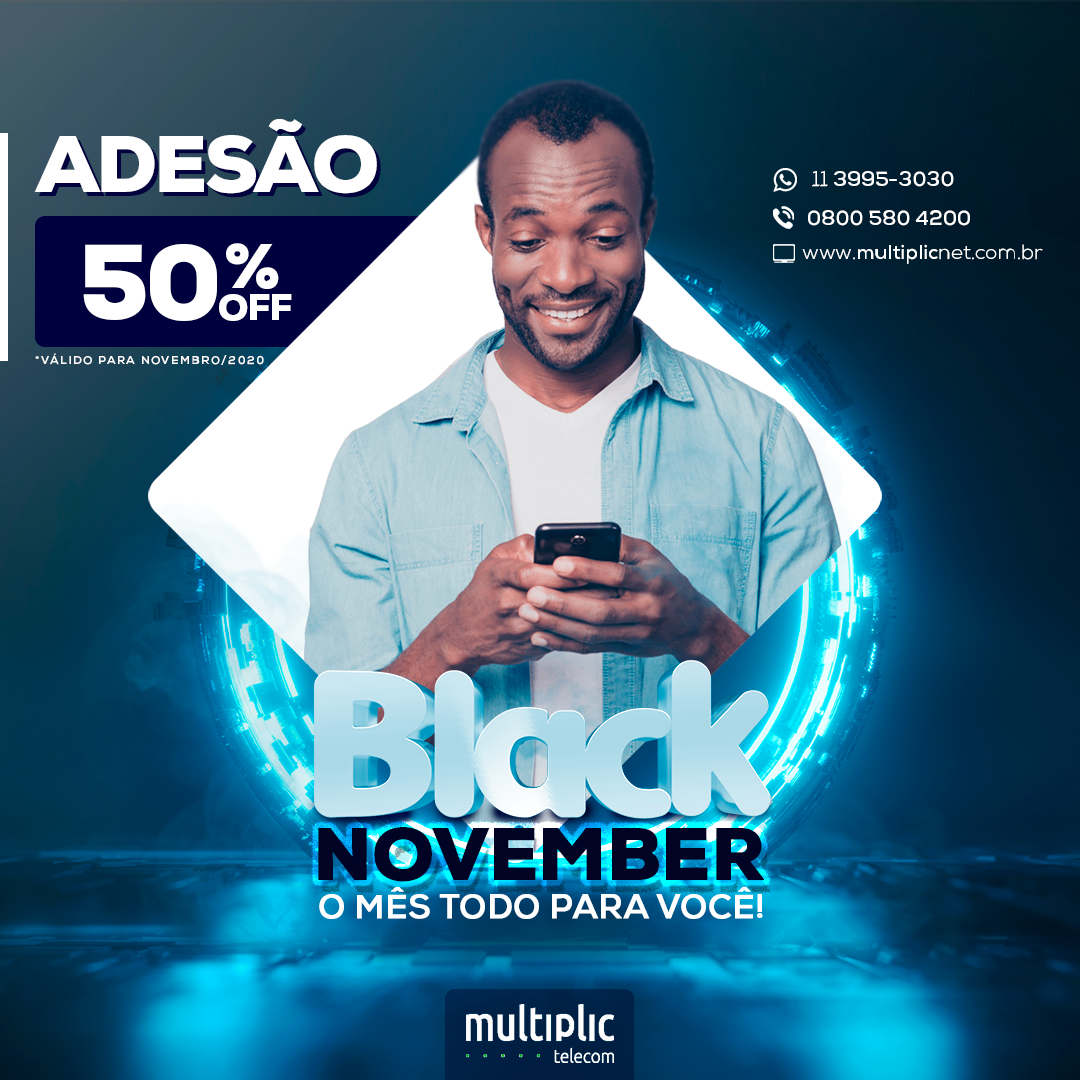 ADESÃO
50% OFF
*VÁLIDO PARA NOVEMBRO/2020
11 3995-3030
0800 580 4200
www.multiplicnet.com.br
Black
NOVEMBER
O MÊS TODO PARA VOCÊ!
multiplic
telecom